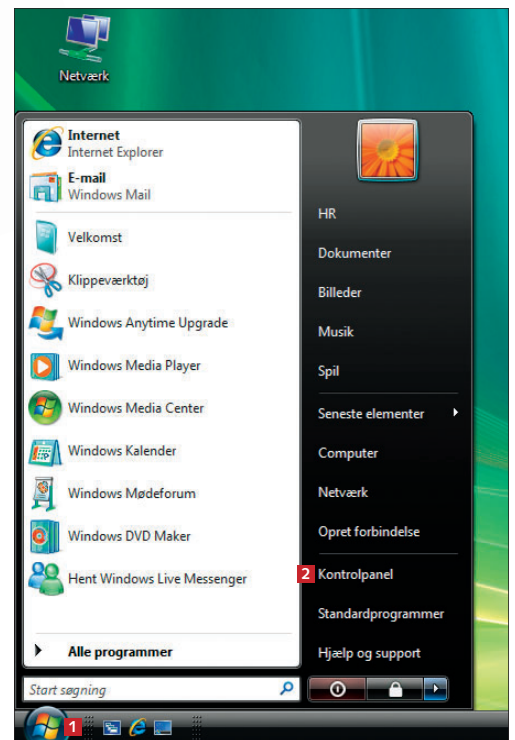 Netværk
Internet
Internet Explorer
E-mail
Windows Mail
Velkomst
Klippeværktøj
Windows Anytime Upgrade
Windows Media Player
Windows Media Center
Windows Kalender
Windows Mødeforum
Windows DVD Maker
Hent Windows Live Messenger
Alle programmer
Start søgning
HR
Dokumenter
Billeder
Musik
Spil
Seneste elementer
Computer
Netværk
Opret forbindelse
2 Kontrolpanel
Standardprogrammer
Hjælp og support
1